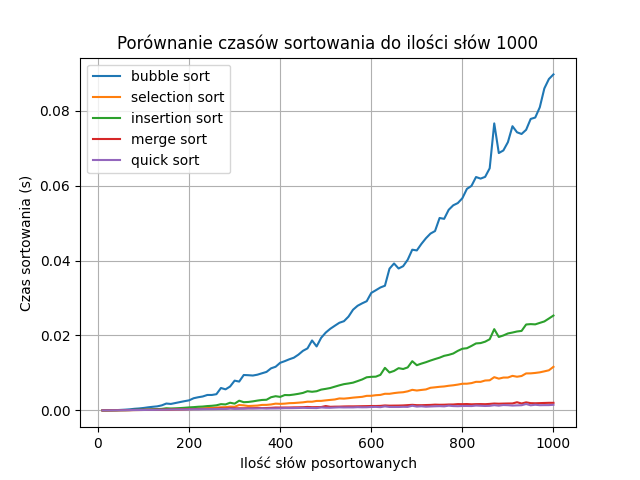 Porównanie czasów sortowania do ilości słów 1000
bubble sort
selection sort
insertion sort
merge sort
quick sort
Czas sortowania (s)
0.08
0.06
0.04
0.02
0.00
0 200 400 600 800 1000
Ilość słów posortowanych